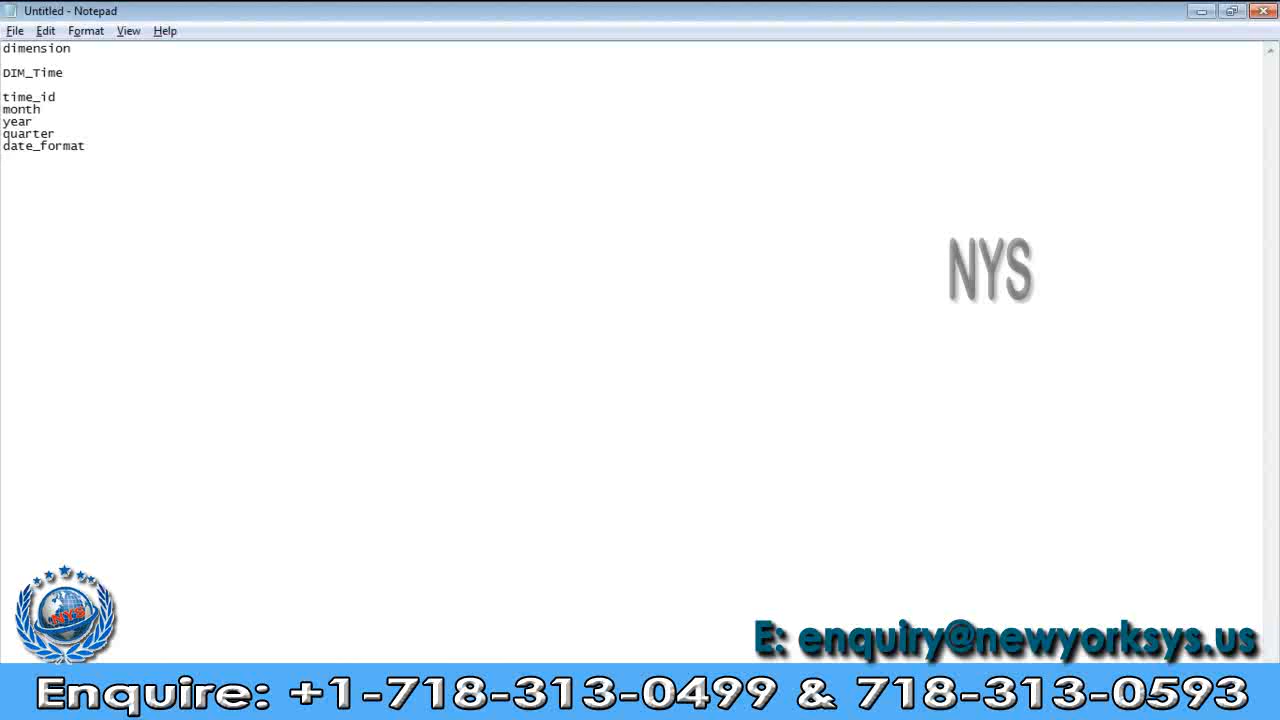 Untitled - Notepad
File Edit Format View Help
dimension
DIM_Time
time_id
month
year
quarter
date_format
NYS
NYS
E: enquiry@newyorksys.us
Enquire: +1-718-313-0499 & 718-313-0593